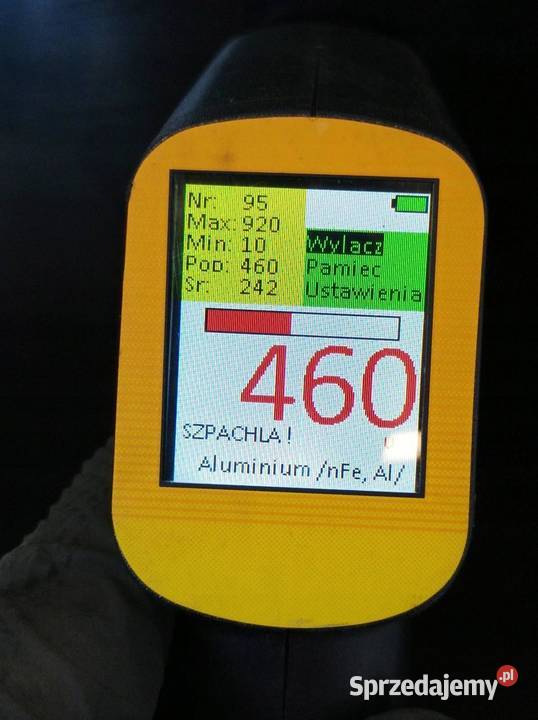 Nr: 95
Max: 920
Min: 10
Pop: 460
Sr: 242
Wylacz
Pamiec
Ustawienia
460
SZPACHLA !
Aluminium /nFe, Al/
Sprzedajemy.pl